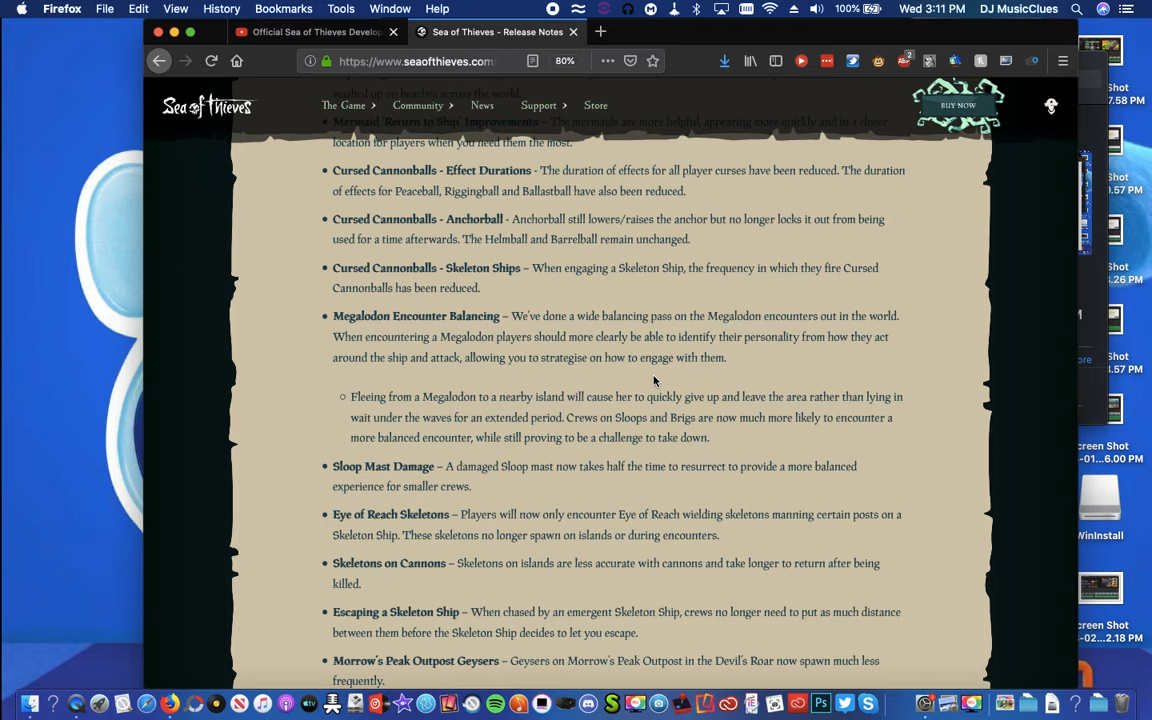 Firefox File Edit View History Bookmarks Tools Window Help 100% Wed 3:11 PM DJ MusicClues
Official Sea of Thieves Develop Sea of Thieves - Release Notes
https://www.seaofthieves.com 80% 2
Sea of Thieves The Game Community News Support Store BUY NOW
washed up on beaches across the world.
• Mermaid 'Return to Ship' Improvements – The mermaids are more helpful, appearing more quickly and in a closer
location for players when you need them the most.
• Cursed Cannonballs - Effect Durations - The duration of effects for all player curses have been reduced. The duration
of effects for Peaceball, Riggingball and Ballastball have also been reduced.
• Cursed Cannonballs - Anchorball - Anchorball still lowers/raises the anchor but no longer locks it out from being
used for a time afterwards. The Helmball and Barrelball remain unchanged.
• Cursed Cannonballs - Skeleton Ships – When engaging a Skeleton Ship, the frequency in which they fire Cursed
Cannonballs has been reduced.
• Megalodon Encounter Balancing – We've done a wide balancing pass on the Megalodon encounters out in the world.
When encountering a Megalodon players should more clearly be able to identify their personality from how they act
around the ship and attack, allowing you to strategise on how to engage with them.
○ Fleeing from a Megalodon to a nearby island will cause her to quickly give up and leave the area rather than lying in
wait under the waves for an extended period. Crews on Sloops and Brigs are now much more likely to encounter a
more balanced encounter, while still proving to be a challenge to take down.
• Sloop Mast Damage – A damaged Sloop mast now takes half the time to resurrect to provide a more balanced
experience for smaller crews.
• Eye of Reach Skeletons – Players will now only encounter Eye of Reach wielding skeletons manning certain posts on a
Skeleton Ship. These skeletons no longer spawn on islands or during encounters.
• Skeletons on Cannons – Skeletons on islands are less accurate with cannons and take longer to return after being
killed.
• Escaping a Skeleton Ship – When chased by an emergent Skeleton Ship, crews no longer need to put as much distance
between them before the Skeleton Ship decides to let you escape.
• Morrow's Peak Outpost Geysers – Geysers on Morrow's Peak Outpost in the Devil's Roar now spawn much less
frequently.
Shot
7.58 PM
Shot
0.57 PM
Shot
3.26 PM
ore
Shot
3.57 PM
creen Shot
-01...6.00 PM
WinInstall
creen Shot
-02...2.18 PM